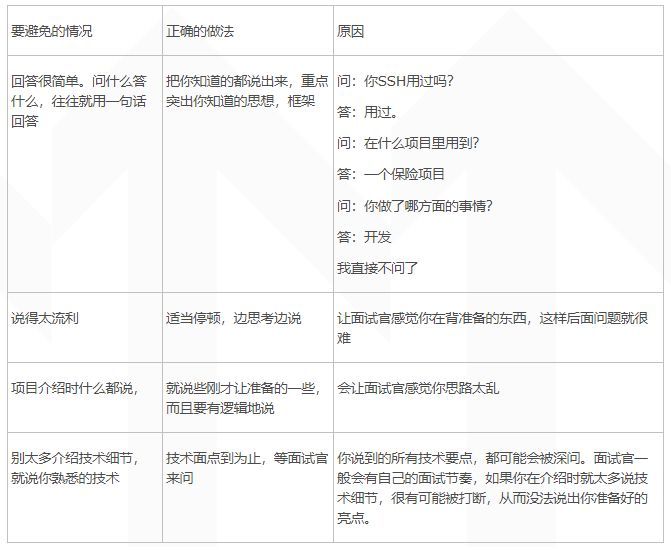 要避免的情况
正确的做法
原因
回答很简单。问什么答
什么，往往就用一句话
回答
把你知道的都说出来，重点
突出你知道的思想，框架
问：你SSH用过吗？
答：用过。
问：在什么项目里用到？
答：一个保险项目
问：你做了哪方面的事情？
答：开发
我直接不问了
说得太流利
适当停顿，边思考边说
让面试官感觉你在背准备的东西，这样后面问题就很
难
项目介绍时什么都说，
就说些刚才让准备的一些，
而且要有逻辑地说
会让面试官感觉你思路太乱
别太多介绍技术细节，
就说你熟悉的技术
技术面点到为止，等面试官
来问
你说到的所有技术要点，都可能会被深问。面试官一
般会有自己的面试节奏，如果你在介绍时就太多说技
术细节，很有可能被打断，从而没法说出你准备好的
亮点。